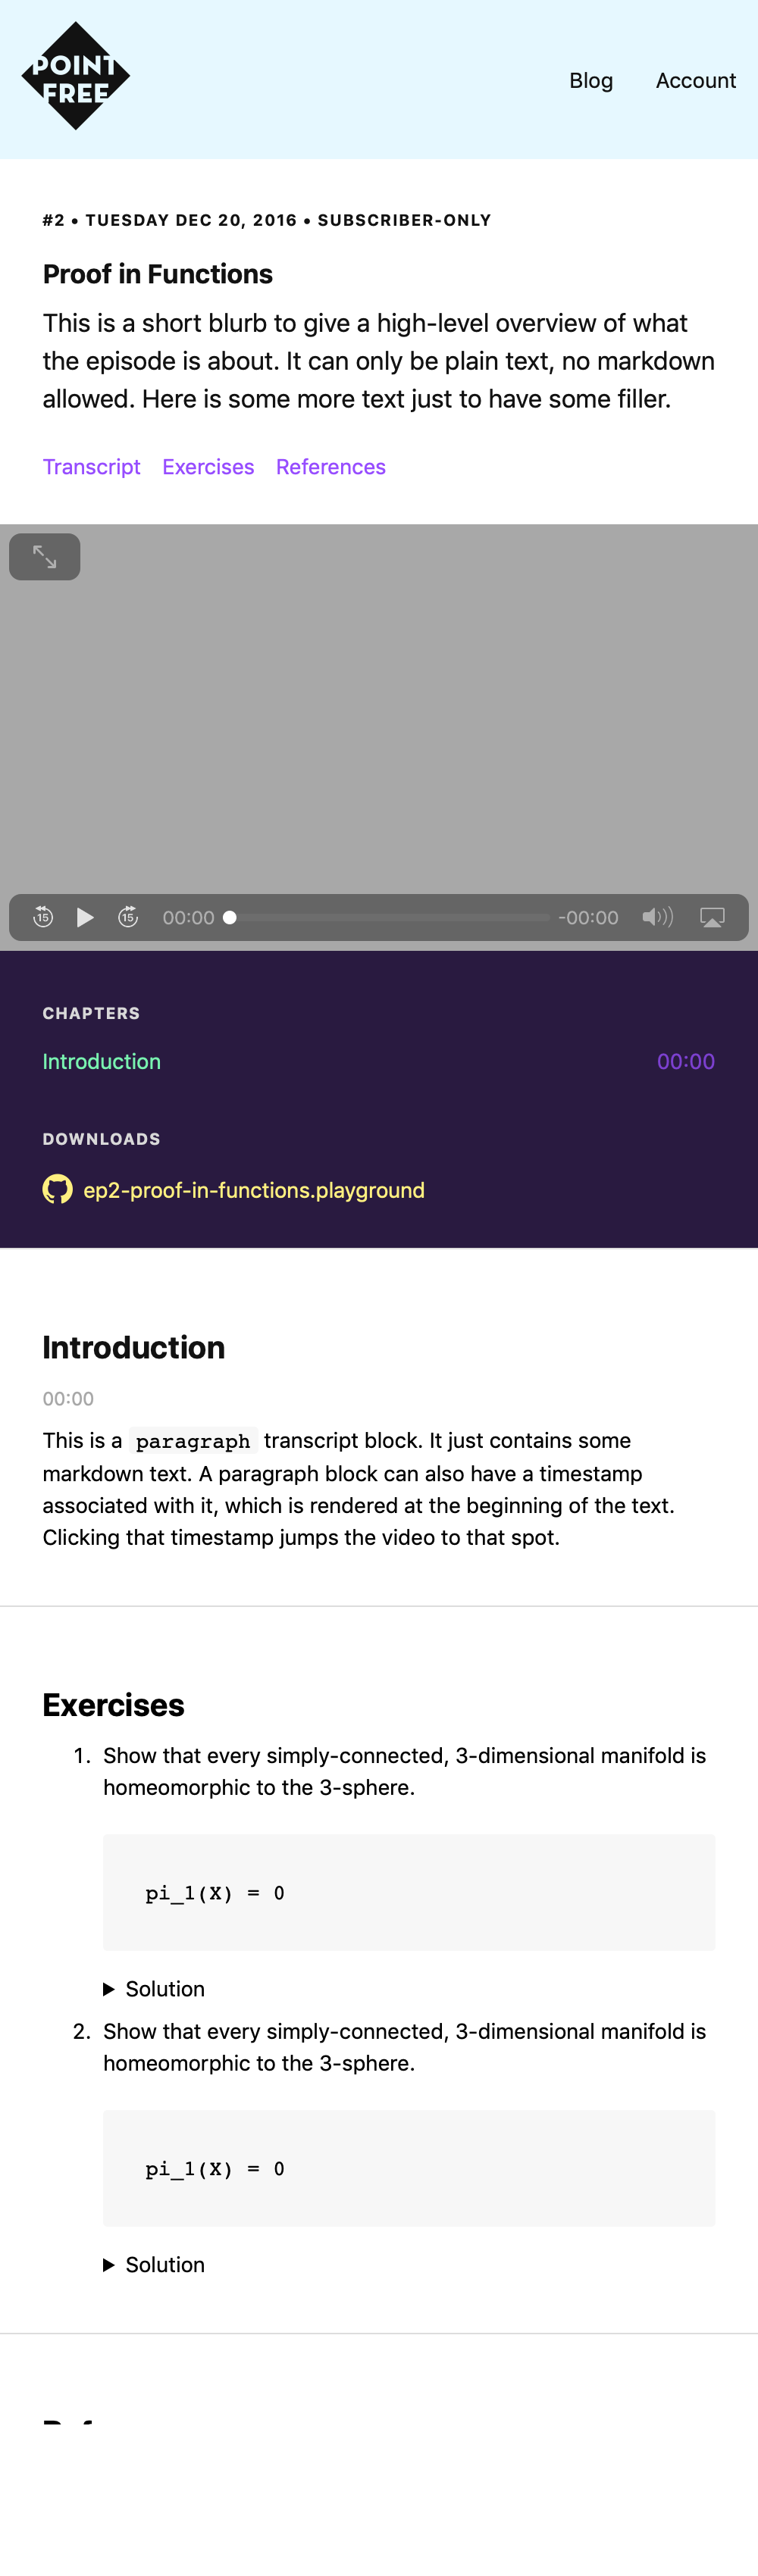 POINT
FREE
Blog Account
#2 • TUESDAY DEC 20, 2016 • SUBSCRIBER-ONLY
Proof in Functions
This is a short blurb to give a high-level overview of what
the episode is about. It can only be plain text, no markdown
allowed. Here is some more text just to have some filler.
Transcript Exercises References
15 15 00:00 -00:00
CHAPTERS
Introduction 00:00
DOWNLOADS
ep2-proof-in-functions.playground
Introduction
00:00
This is a paragraph transcript block. It just contains some
markdown text. A paragraph block can also have a timestamp
associated with it, which is rendered at the beginning of the text.
Clicking that timestamp jumps the video to that spot.
Exercises
1. Show that every simply-connected, 3-dimensional manifold is
homeomorphic to the 3-sphere.
pi_1(X) = 0
Solution
2. Show that every simply-connected, 3-dimensional manifold is
homeomorphic to the 3-sphere.
pi_1(X) = 0
Solution